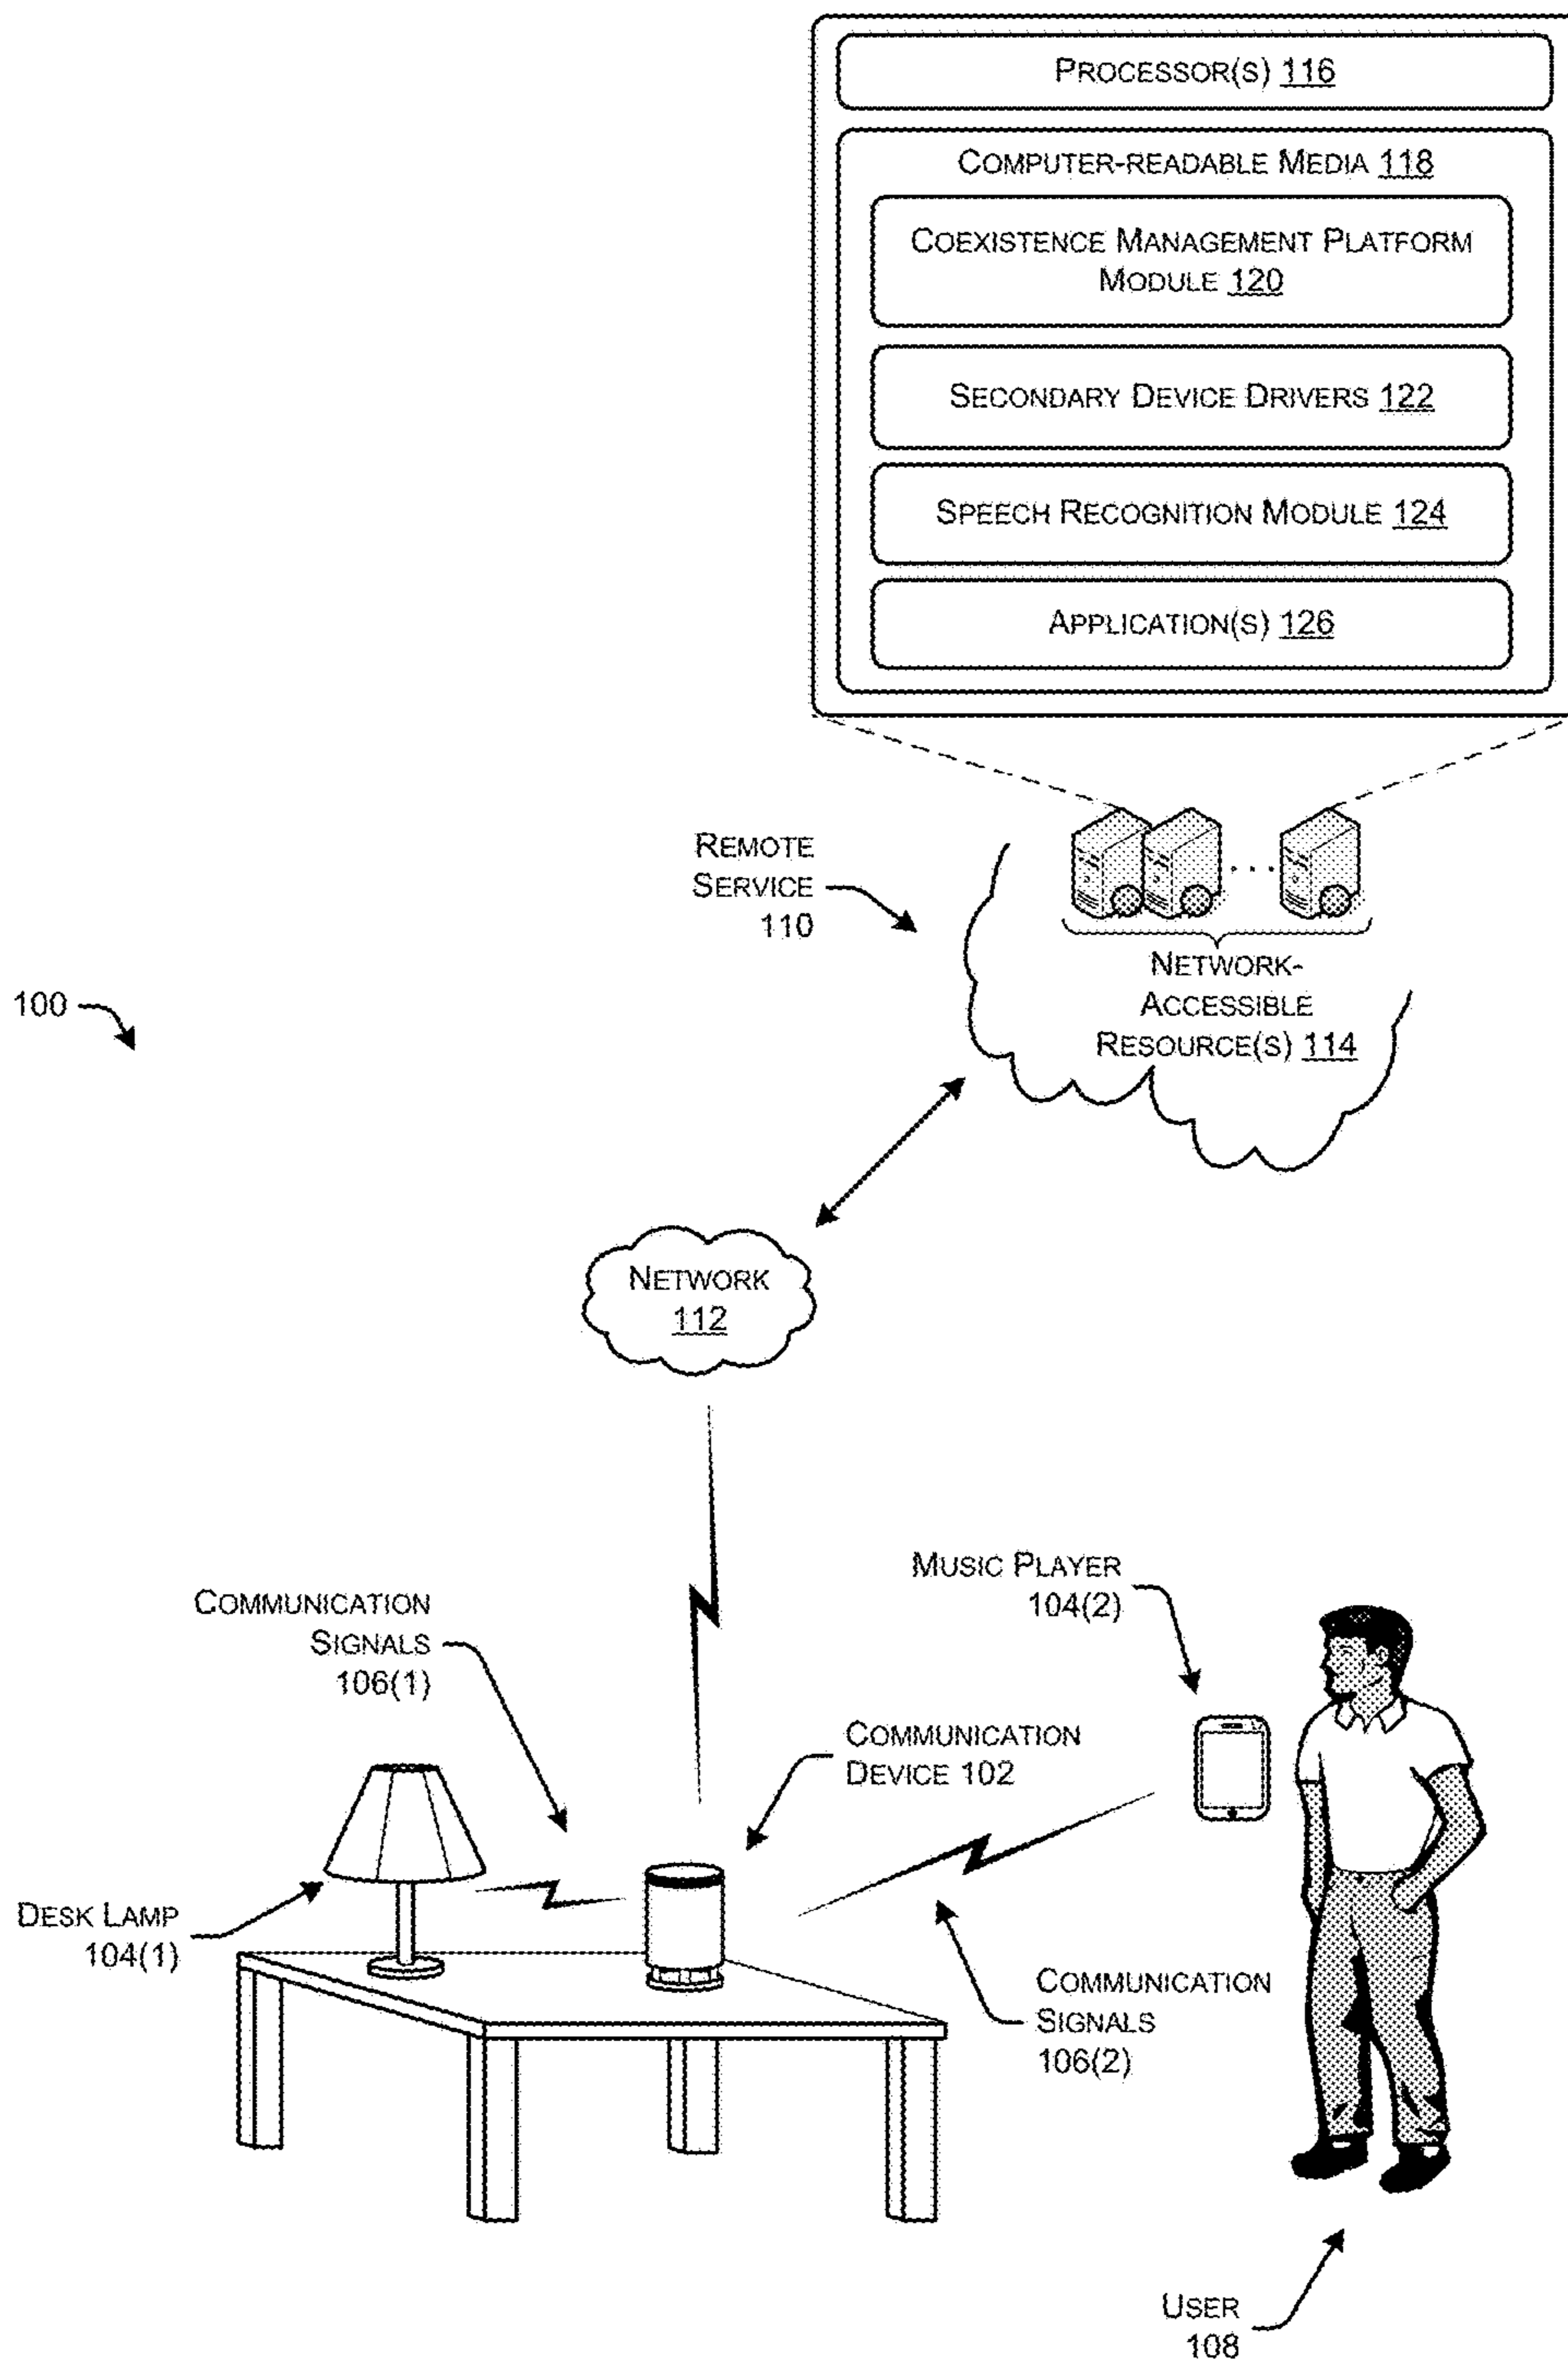 PROCESSOR(S) 116
COMPUTER-READABLE MEDIA 118
COEXISTENCE MANAGEMENT PLATFORM
MODULE 120
SECONDARY DEVICE DRIVERS 122
SPEECH RECOGNITION MODULE 124
APPLICATION(S) 126
REMOTE
SERVICE
110
NETWORK-
ACCESSIBLE
RESOURCE(S) 114
100
NETWORK
112
MUSIC PLAYER
104(2)
COMMUNICATION
SIGNALS
106(1)
COMMUNICATION
DEVICE 102
DESK LAMP
104(1)
COMMUNICATION
SIGNALS
106(2)
USER
108